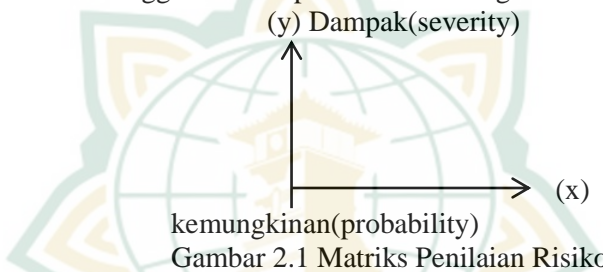 (y) Dampak(severity)
(x)
kemungkinan(probability)
Gambar 2.1 Matriks Penilaian Risiko